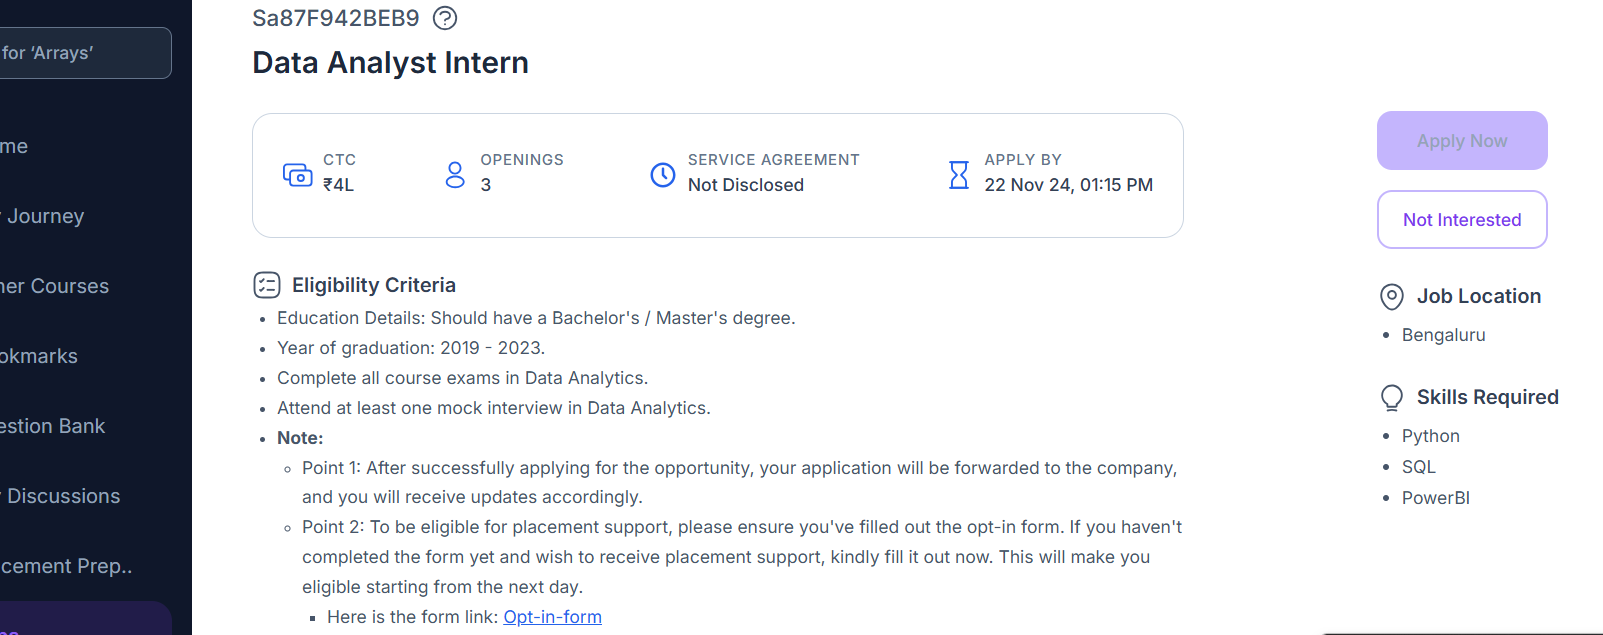 Sa87F942BEB9
for ‘Arrays’
Data Analyst Intern
CTC
₹4L
OPENINGS
3
SERVICE AGREEMENT
Not Disclosed
APPLY BY
22 Nov 24, 01:15 PM
Apply Now
Not Interested
me
Journey
ner Courses
okmarks
estion Bank
Discussions
cement Prep..
Eligibility Criteria
• Education Details: Should have a Bachelor's / Master's degree.
• Year of graduation: 2019 - 2023.
• Complete all course exams in Data Analytics.
• Attend at least one mock interview in Data Analytics.
• Note:
◦ Point 1: After successfully applying for the opportunity, your application will be forwarded to the company,
and you will receive updates accordingly.
◦ Point 2: To be eligible for placement support, please ensure you've filled out the opt-in form. If you haven't
completed the form yet and wish to receive placement support, kindly fill it out now. This will make you
eligible starting from the next day.
▪ Here is the form link: Opt-in-form
Job Location
• Bengaluru
Skills Required
• Python
• SQL
• PowerBI